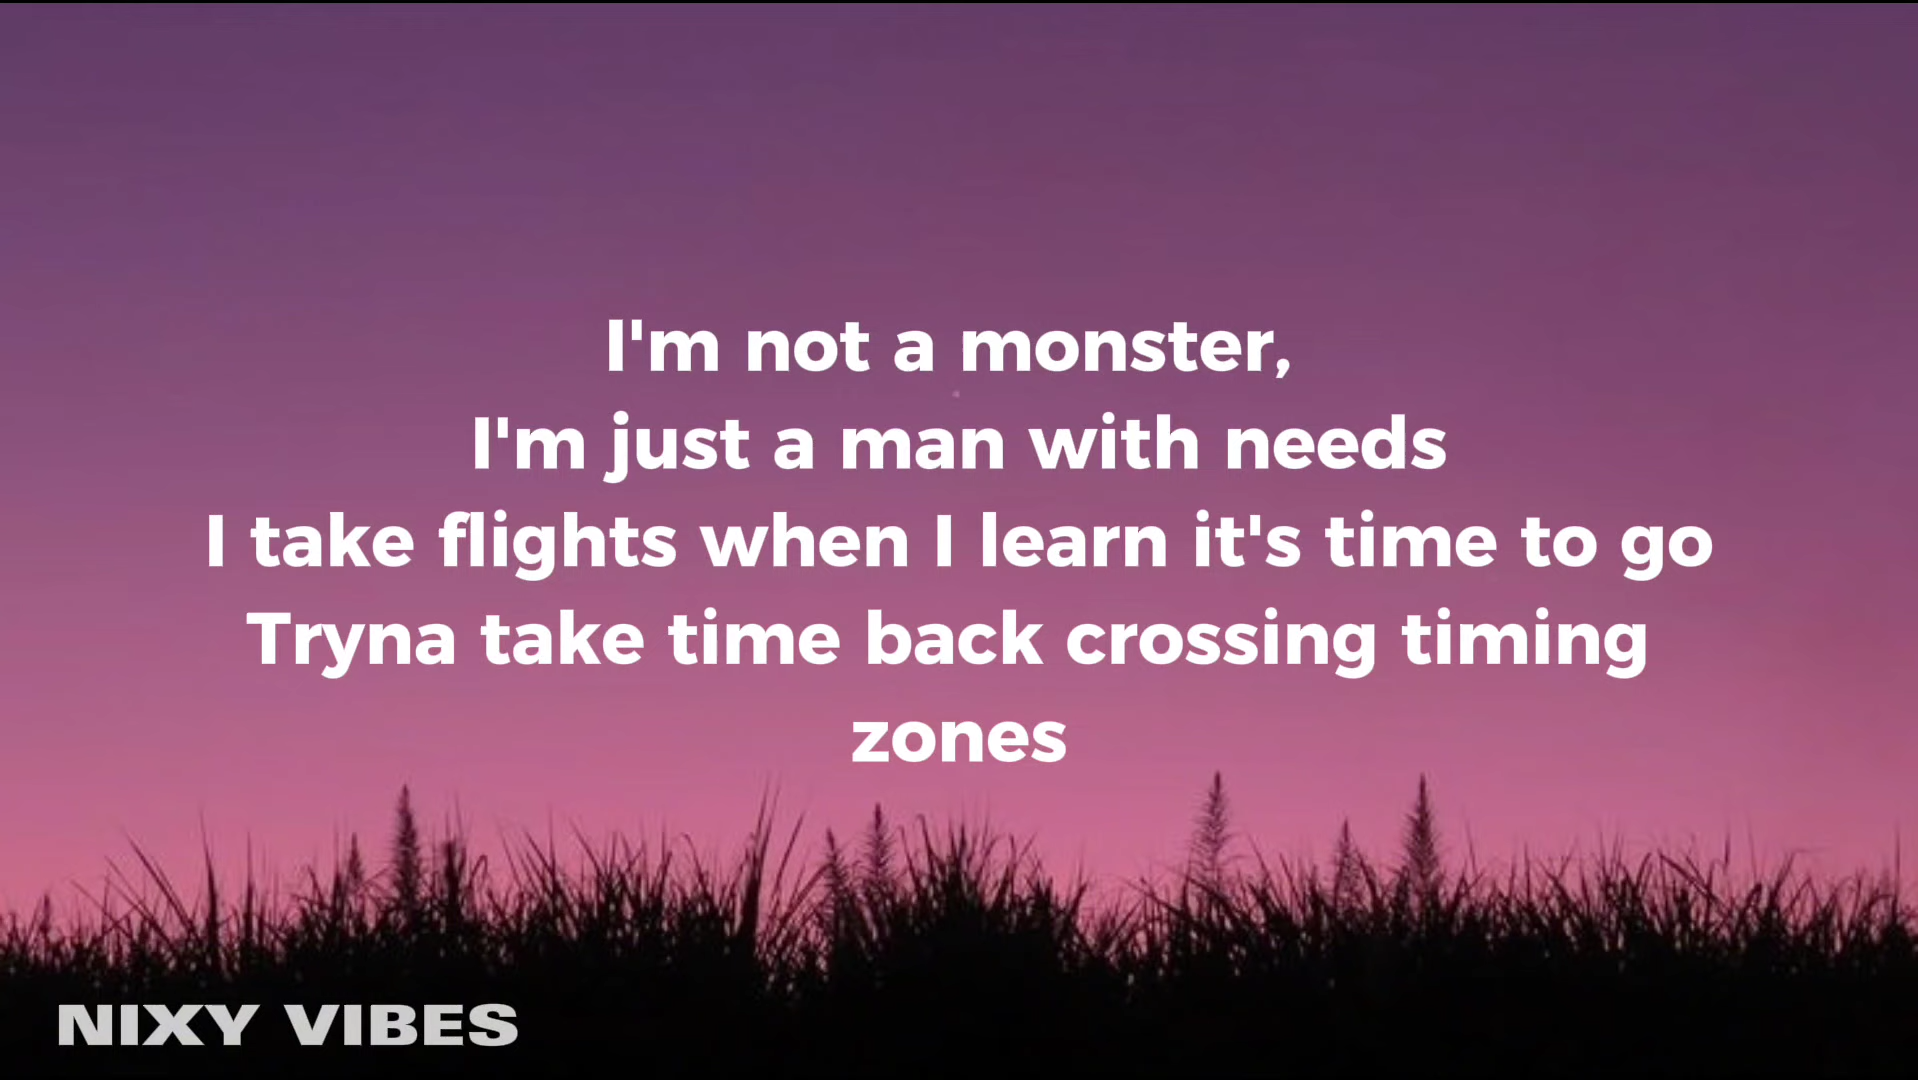 I'm not a monster,
I'm just a man with needs
I take flights when I learn it's time to go
Tryna take time back crossing timing
zones
NIXY VIBES